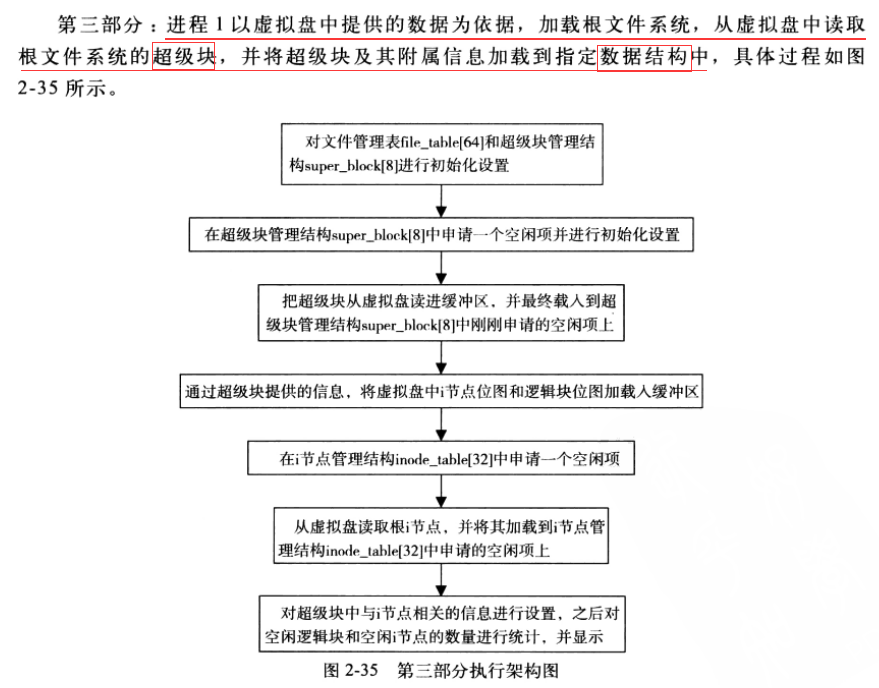 第三部分：进程1以虚拟盘中提供的数据为依据，加载根文件系统，从虚拟盘中读取
根文件系统的超级块，并将超级块及其附属信息加载到指定数据结构中，具体过程如图
2-35所示。
对文件管理表file_table[64]和超级块管理结
构super_block[8]进行初始化设置
在超级块管理结构super_block[8]中申请一个空闲项并进行初始化设置
把超级块从虚拟盘读进缓冲区，并最终载入到超
级块管理结构super_block[8]中刚刚申请的空闲项上
通过超级块提供的信息，将虚拟盘中i节点位图和逻辑块位图加载入缓冲区
在i节点管理结构inode_table[32]中申请一个空闲项
从虚拟盘读取根i节点，并将其加载到i节点管
理结构inode_table[32]中申请的空闲项上
对超级块中与i节点相关的信息进行设置，之后对
空闲逻辑块和空闲i节点的数量进行统计，并显示
图 2-35 第三部分执行架构图